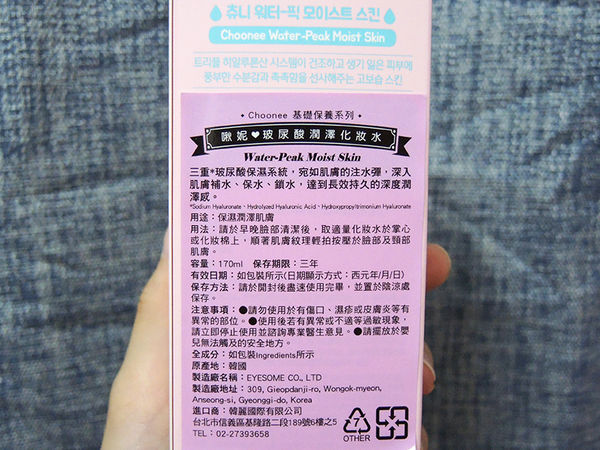 츄니 워터-픽 모이스트 스킨
Choonee Water-Peak Moist Skin
트리플 히알루론산 시스템이 건조하고 생기 잃은 피부에
풍부한 수분감과 촉촉함을 선사해주는 고보습 스킨
• Choonee 基礎保養系列 •
啾妮♥玻尿酸潤澤化妝水
Water-Peak Moist Skin
三重*玻尿酸保濕系統，宛如肌膚的注水彈，深入
肌膚補水、保水、鎖水，達到長效持久的深度潤
澤感。
*Sodium Hyaluronate、Hydrolyzed Hyaluronic Acid、Hydroxypropyltrimonium Hyaluronate
用途：保濕潤澤肌膚
用法：請於早晚臉部清潔後，取適量化妝水於掌心
或化妝棉上，順著肌膚紋理輕拍按壓於臉部及頸部
肌膚。
容量：170ml 保存期限：三年
有效日期：如包裝所示(日期顯示方式：西元年/月/日)
保存方法：請於開封後盡速使用完畢，並置於陰涼處
保存。
注意事項：●請勿使用於有傷口、濕疹或皮膚炎等有
異常的部位。●使用後若有異常或不適等過敏現象，
請立即停止使用並諮詢專業醫生意見。●請擺放於嬰
兒無法觸及的安全地方。
全成分：如包裝Ingredients所示
原產地：韓國
製造廠名稱：EYESOME CO., LTD
製造廠地址：309, Gieopdanji-ro, Wongok-myeon,
Anseong-si, Gyeonggi-do, Korea
進口商：韓麗國際有限公司
台北市信義區基隆路二段189號6樓之5
TEL：02-27393658
7
OTHER